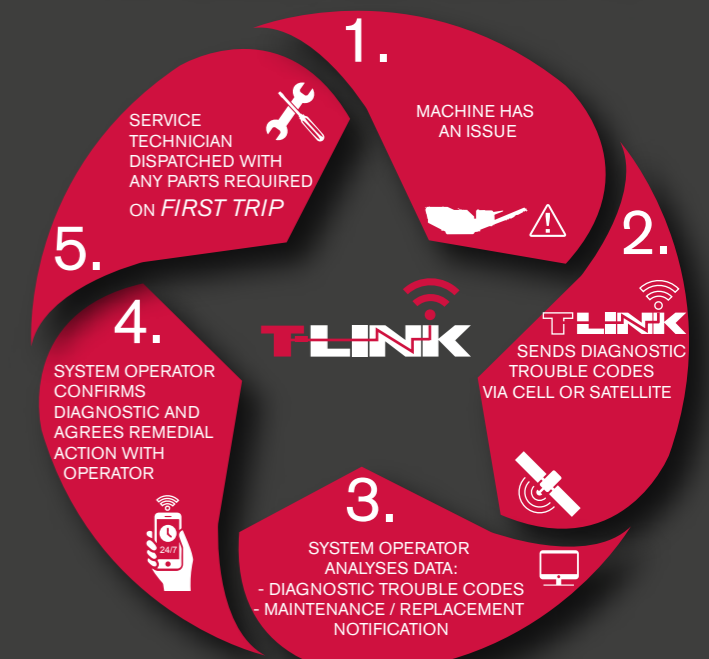 1.
MACHINE HAS
AN ISSUE
2.
T-LINK
SENDS DIAGNOSTIC
TROUBLE CODES
VIA CELL OR SATELLITE
3.
SYSTEM OPERATOR
ANALYSES DATA:
- DIAGNOSTIC TROUBLE CODES
- MAINTENANCE / REPLACEMENT
NOTIFICATION
4.
SYSTEM OPERATOR
CONFIRMS
DIAGNOSTIC AND
AGREES REMEDIAL
ACTION WITH
OPERATOR
24/7
5.
SERVICE
TECHNICIAN
DISPATCHED WITH
ANY PARTS REQUIRED
ON FIRST TRIP
T-LINK